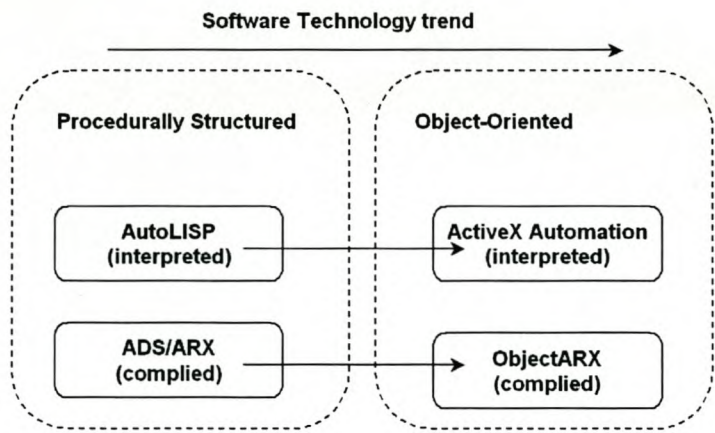 Software Technology trend
Procedurally Structured
Object-Oriented
AutoLISP
(interpreted)
ActiveX Automation
(interpreted)
ADS/ARX
(complied)
ObjectARX
(complied)